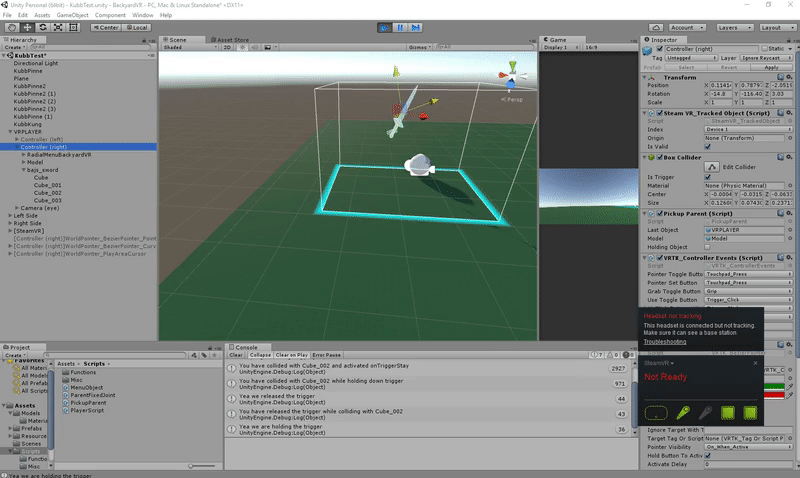 Unity Personal (64bit) - KubbTest.unity - BackyardVR - PC, Mac & Linux Standalone* <DX11>
File Edit Assets GameObject Component Window Help
Center Local Account Layers Layout
Hierarchy
Create All
KubbTest*
Directional Light
KubbPinne
Plane
KubbPinne2
KubbPinne2 (1)
KubbPinne2 (2)
KubbPinne2 (3)
KubbPinne (1)
KubbKung
VRPLAYER
Controller (left)
Controller (right)
RadialMenuBackyardVR
Model
bajs_sword
Cube
Cube_001
Cube_002
Cube_003
Camera (eye)
Left Side
Right Side
[SteamVR]
[Controller (right)]WorldPointer_BezierPointer_Point
[Controller (right)]WorldPointer_BezierPointer_Curv
[Controller (right)]WorldPointer_PlayAreaCursor
Scene Asset Store
Shaded 2D Gizmos All
Persp
Game
Display 1 16:9
Inspector
Controller (right) Static
Tag Untagged Layer Ignore Raycast
Prefab Select Revert Apply
Transform
Position X 0.1141 Y 0.7879 Z -2.051
Rotation X -14.8 Y -116.40 Z 3.03
Scale X 1 Y 1 Z 1
Steam VR_Tracked Object (Script)
Script SteamVR_TrackedObject
Index Device 1
Origin None (Transform)
Is Valid
Box Collider
Edit Collider
Is Trigger
Material None (Physic Material)
Center X -0.0004 Y -0.0315 Z -0.063
Size X 0.1260 Y 0.0743 Z 0.2371
Pickup Parent (Script)
Script PickupParent
Last Object VRPLAYER
Model Model
Holding Object
VRTK_Controller Events (Script)
Script VRTK_ControllerEvents
Pointer Toggle Butto Touchpad_Press
Pointer Set Button Touchpad_Press
Grab Toggle Button Grip
Use Toggle Button Trigger_Click
Headset not tracking
This headset is connected but not tracking.
Make sure it can see a base station.
Troubleshooting
SteamVR
Not Ready
Ignore Target With T
Target Tag Or Script None (VRTK_Tag Or Script P
Pointer Visibility On_When_Active
Hold Button To Activ
Activate Delay 0
Project
Create
Favorites
All Materi
All Model
All Prefab
All Script
Assets
Models
Materia
Prefabs
Resource
Scenes
Scripts
Functio
Misc
Assets Scripts
Functions
Misc
MenuObject
ParentFixedJoint
PickupParent
PlayerScript
Console
Clear Collapse Clear on Play Error Pause
You have collided with Cube_002 and activated onTriggerStay
UnityEngine.Debug:Log(Object)
2927
You have collided with Cube_002 while holding down trigger
UnityEngine.Debug:Log(Object)
971
Yea we released the trigger
UnityEngine.Debug:Log(Object)
44
You have released the trigger while colliding with Cube_002
UnityEngine.Debug:Log(Object)
43
Yea we are holding the trigger
UnityEngine.Debug:Log(Object)
36
Yea we are holding the trigger